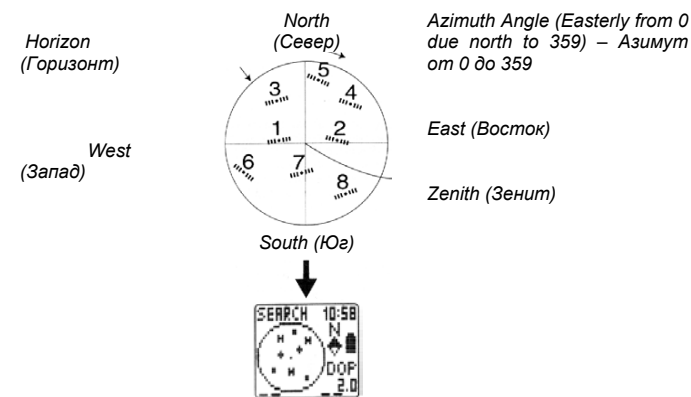 North
(Север)
Horizon
(Горизонт)
Azimuth Angle (Easterly from 0
due north to 359) – Азимут
от 0 до 359
5
3
4
1
2
East (Восток)
West
(Запад)
6
7
8
Zenith (Зенит)
South (Юг)
SEARCH 10:58
N
DOP
2.0